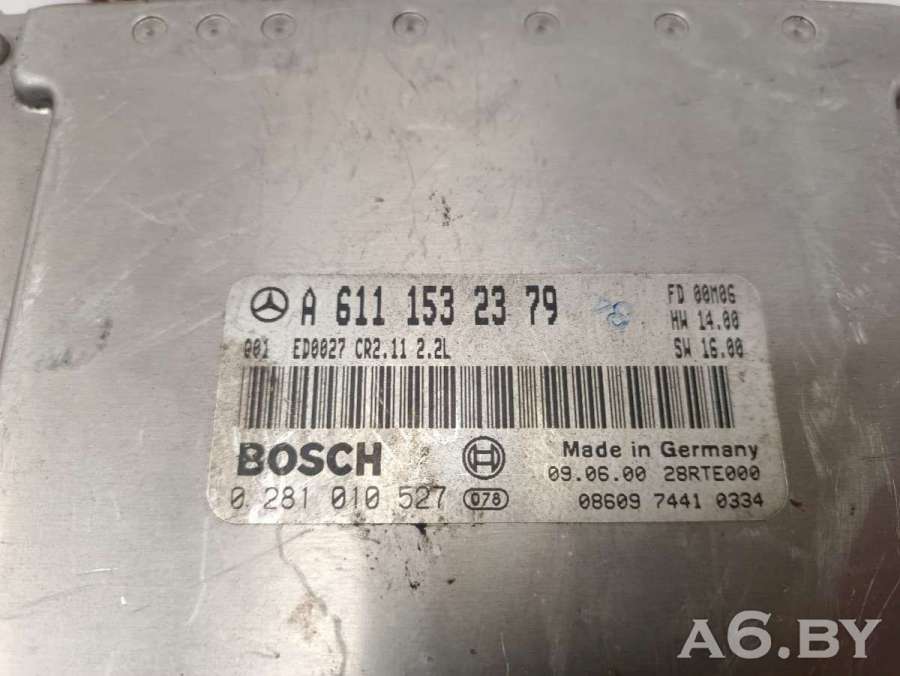 A 611 153 23 79
FD 00M06
HW 14.00
001 ED0027 CR2.11 2.2L
SW 16.00
BOSCH
Made in Germany
09.06.00 28RTE000
0 281 010 527 078
08609 7441 0334
A6.BY